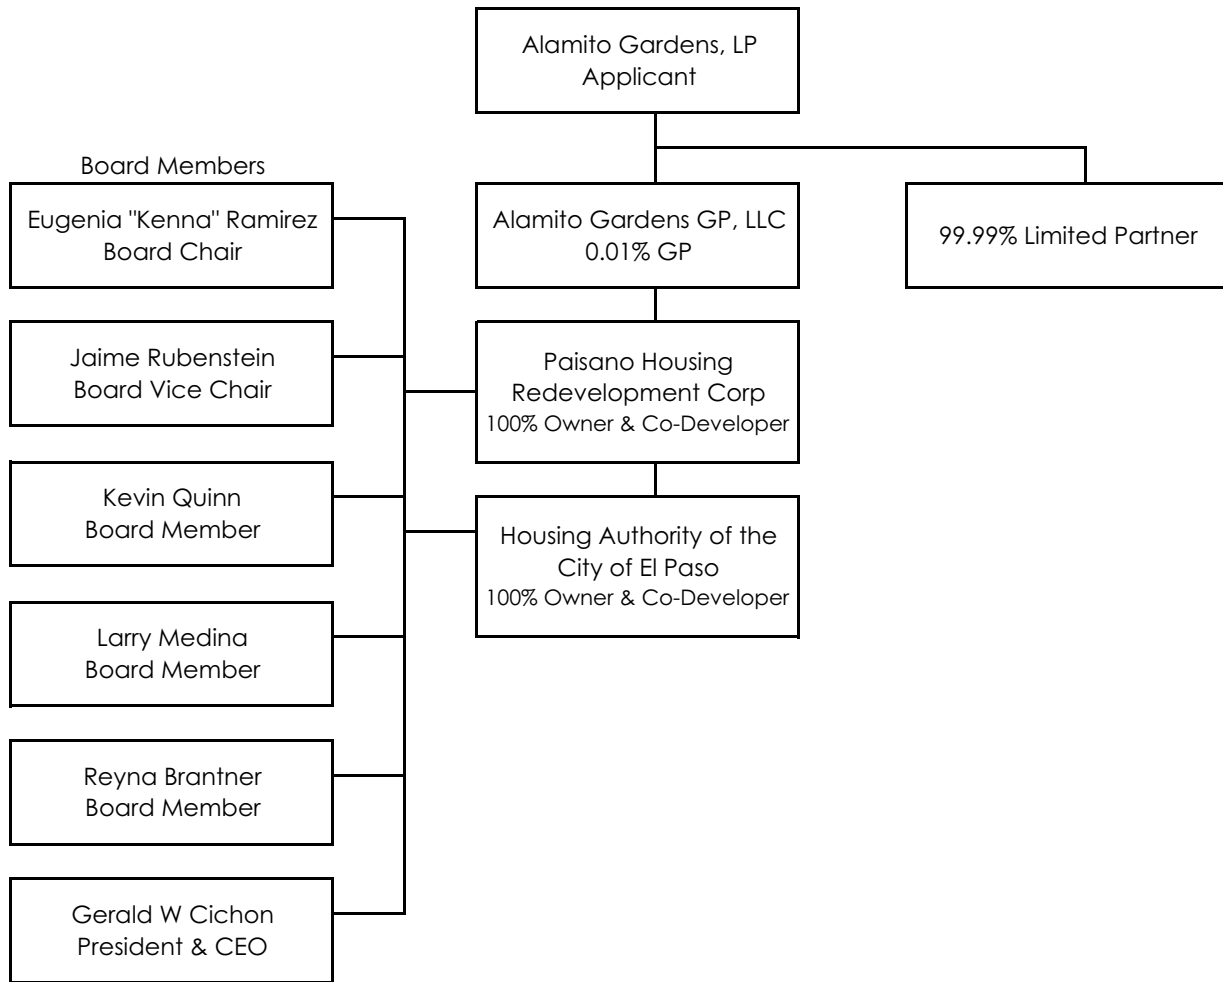 Alamito Gardens, LP
Applicant
Board Members
Eugenia "Kenna" Ramirez
Board Chair
Alamito Gardens GP, LLC
0.01% GP
99.99% Limited Partner
Jaime Rubenstein
Board Vice Chair
Paisano Housing
Redevelopment Corp
100% Owner & Co-Developer
Kevin Quinn
Board Member
Housing Authority of the
City of El Paso
100% Owner & Co-Developer
Larry Medina
Board Member
Reyna Brantner
Board Member
Gerald W Cichon
President & CEO